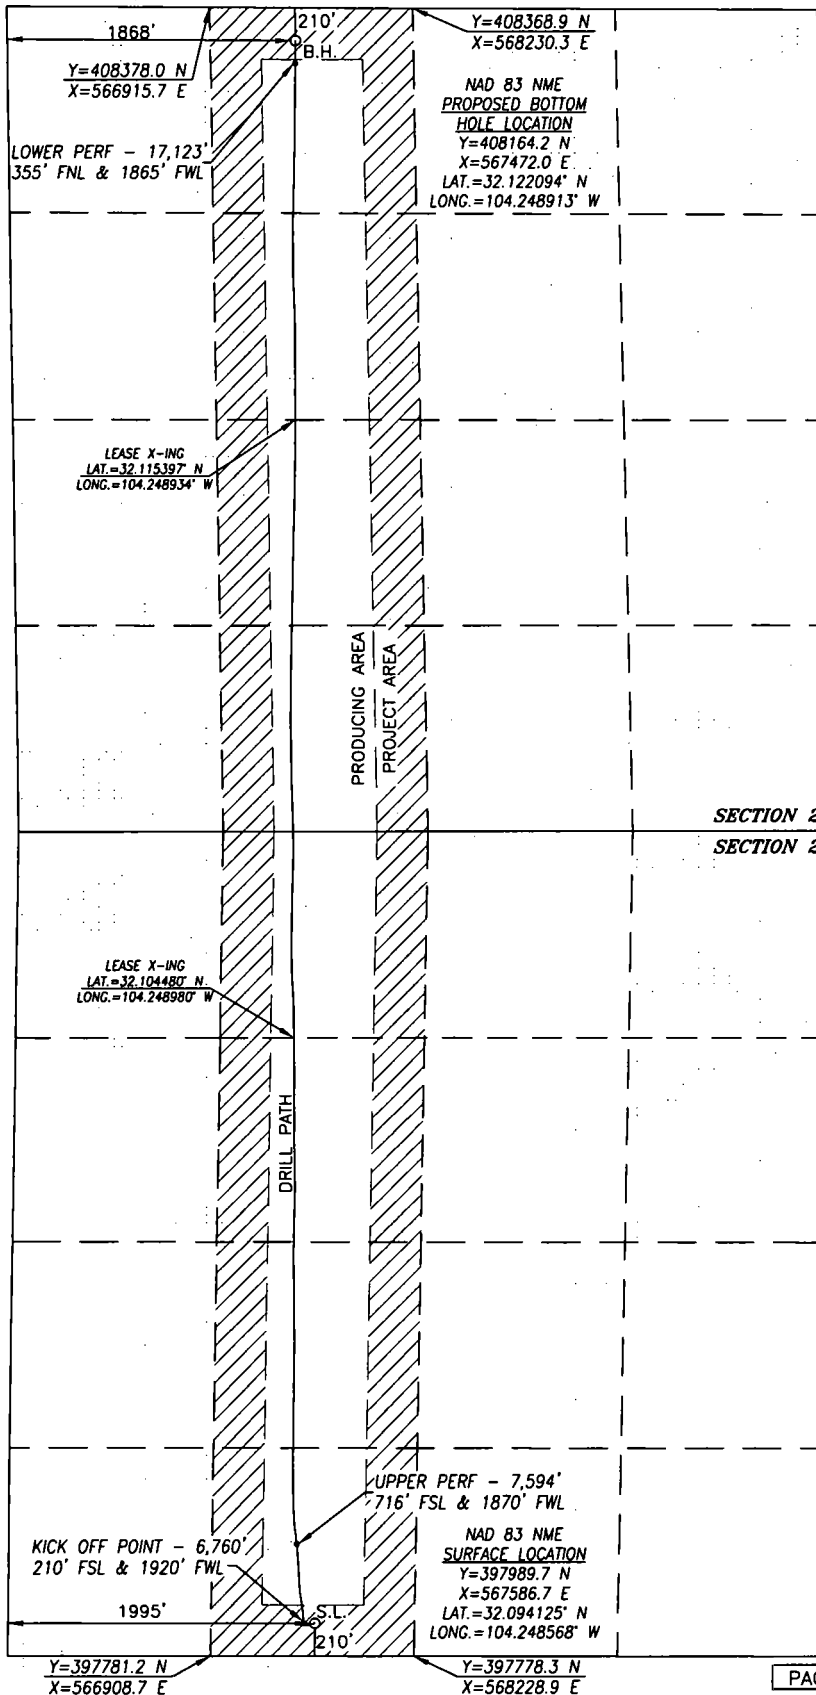 210'
1868'
B.H.
Y=408368.9 N
X=568230.3 E
Y=408378.0 N
X=566915.7 E
NAD 83 NME
PROPOSED BOTTOM
HOLE LOCATION
Y=408164.2 N
X=567472.0 E
LAT.=32.122094° N
LONG.=104.248913° W
LOWER PERF - 17,123'
355' FNL & 1865' FWL
LEASE X-ING
LAT.=32.115397° N
LONG.=104.248934° W
PRODUCING AREA
PROJECT AREA
SECTION 2
SECTION 2
LEASE X-ING
LAT.=32.104480° N
LONG.=104.248980° W
DRILL PATH
UPPER PERF - 7,594'
716' FSL & 1870' FWL
KICK OFF POINT - 6,760'
210' FSL & 1920' FWL
NAD 83 NME
SURFACE LOCATION
Y=397989.7 N
X=567586.7 E
LAT.=32.094125° N
LONG.=104.248568° W
1995'
S.L.
210'
Y=397781.2 N
X=566908.7 E
Y=397778.3 N
X=568228.9 E
PAG